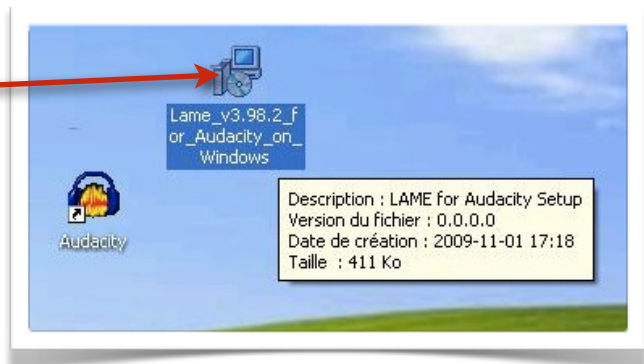 Lame_v3.98.2_f
or_Audacity_on_
Windows
Audacity
Description : LAME for Audacity Setup
Version du fichier : 0.0.0.0
Date de création : 2009-11-01 17:18
Taille : 411 Ko